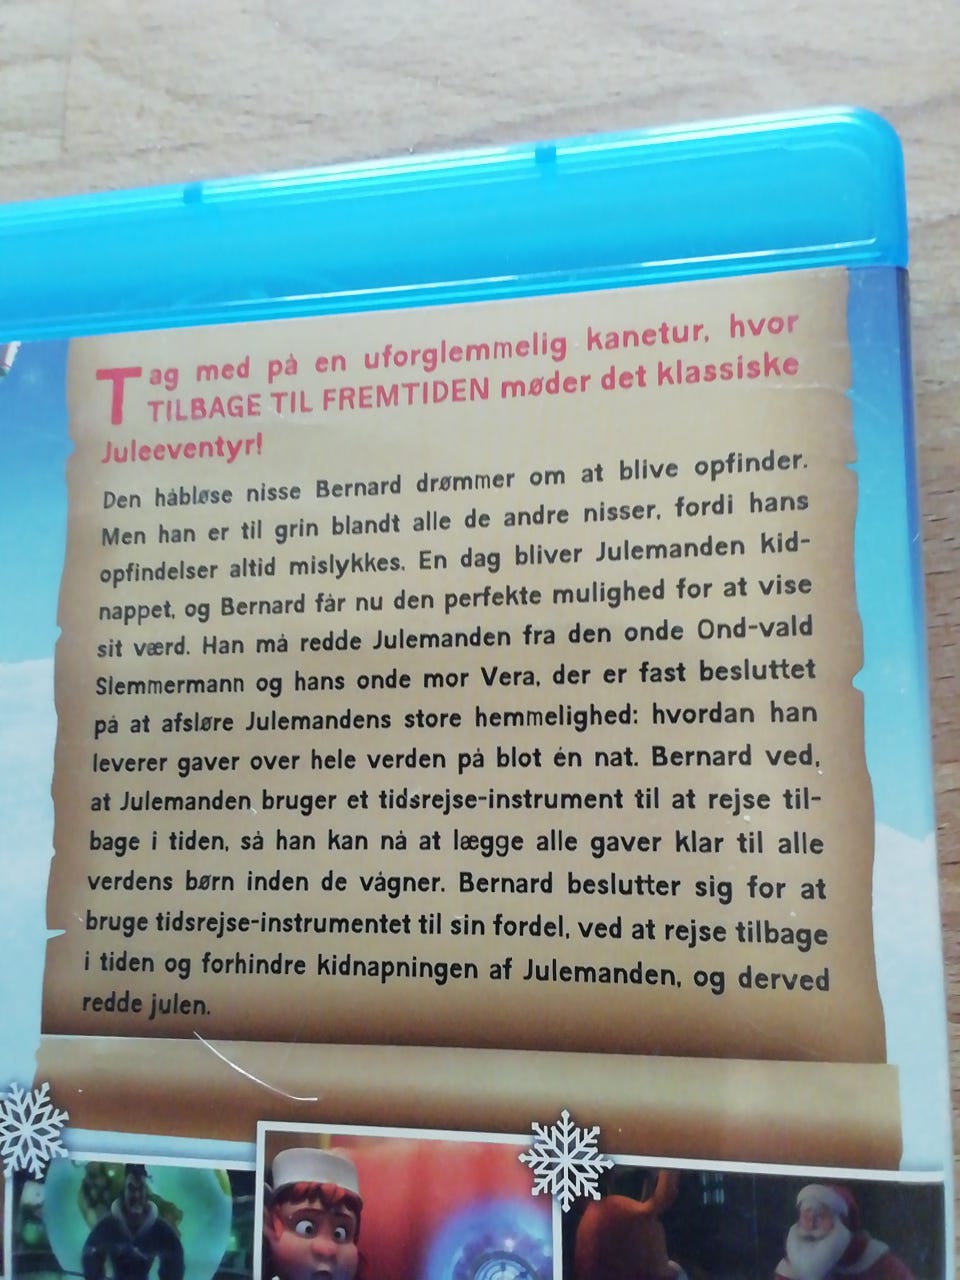 Tag med på en uforglemmelig kanetur, hvor
TILBAGE TIL FREMTIDEN møder det klassiske
Juleeventyr!
Den håbløse nisse Bernard drømmer om at blive opfinder.
Men han er til grin blandt alle de andre nisser, fordi hans
opfindelser altid mislykkes. En dag bliver Julemanden kid-
nappet, og Bernard får nu den perfekte mulighed for at vise
sit værd. Han må redde Julemanden fra den onde Ond-vald
Slemmermann og hans onde mor Vera, der er fast besluttet
på at afsløre Julemandens store hemmelighed: hvordan han
leverer gaver over hele verden på blot én nat. Bernard ved,
at Julemanden bruger et tidsrejse-instrument til at rejse til-
bage i tiden, så han kan nå at lægge alle gaver klar til alle
verdens børn inden de vågner. Bernard beslutter sig for at
bruge tidsrejse-instrumentet til sin fordel, ved at rejse tilbage
i tiden og forhindre kidnapningen af Julemanden, og derved
redde julen.